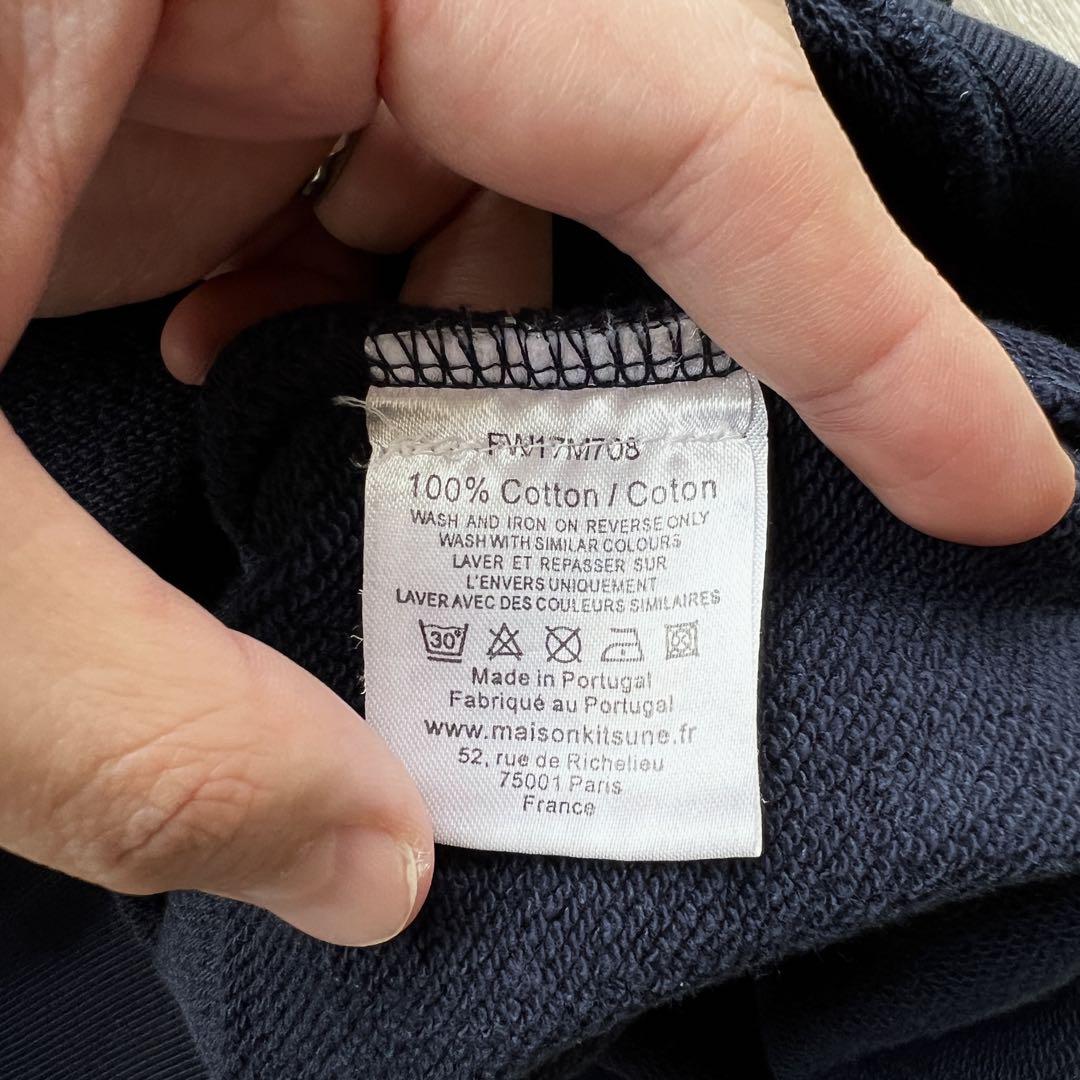 FW17M708
100% Cotton / Coton
WASH AND IRON ON REVERSE ONLY
WASH WITH SIMILAR COLOURS
LAVER ET REPASSER SUR
L'ENVERS UNIQUEMENT
LAVER AVEC DES COULEURS SIMILAIRES
30°
Made in Portugal
Fabriqué au Portugal
www.maisonkitsune.fr
52, rue de Richelieu
75001 Paris
France